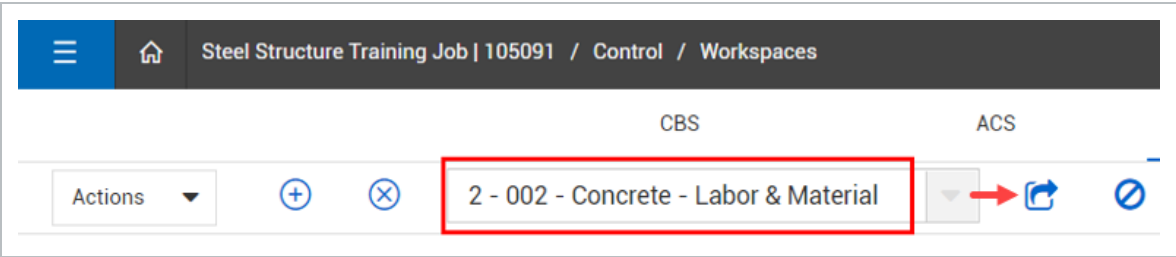 Steel Structure Training Job | 105091 / Control / Workspaces
CBS ACS
Actions 2 - 002 - Concrete - Labor & Material